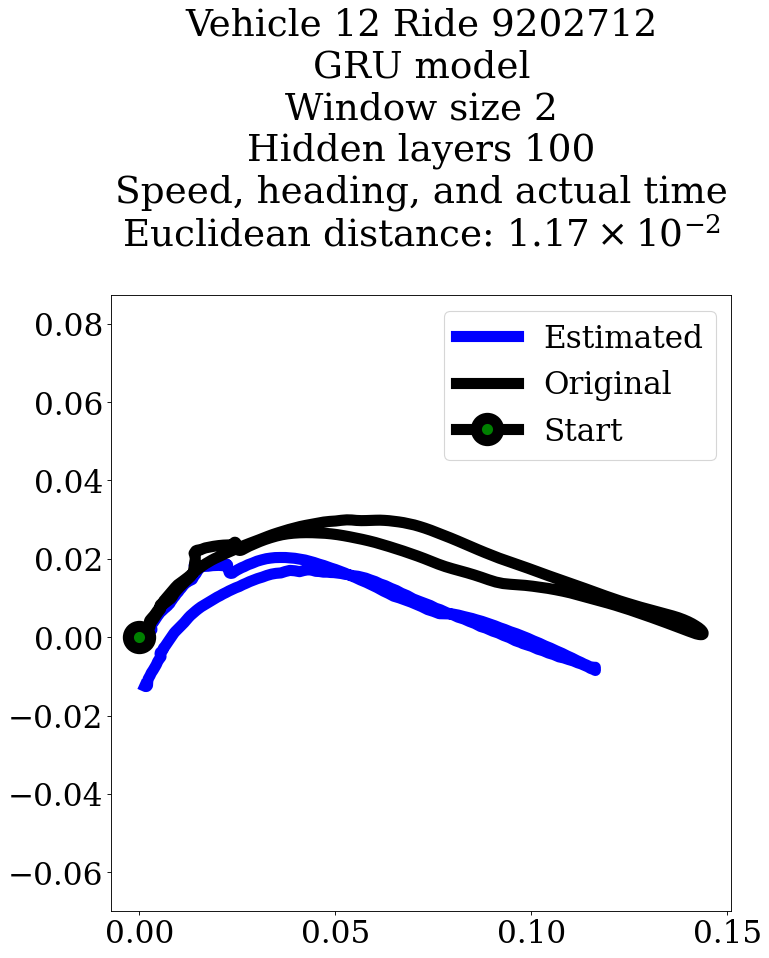 Vehicle 12 Ride 9202712
GRU model
Window size 2
Hidden layers 100
Speed, heading, and actual time
Euclidean distance: 1.17 × 10⁻²
Estimated
Original
Start
0.08
0.06
0.04
0.02
0.00
−0.02
−0.04
−0.06
0.00 0.05 0.10 0.15